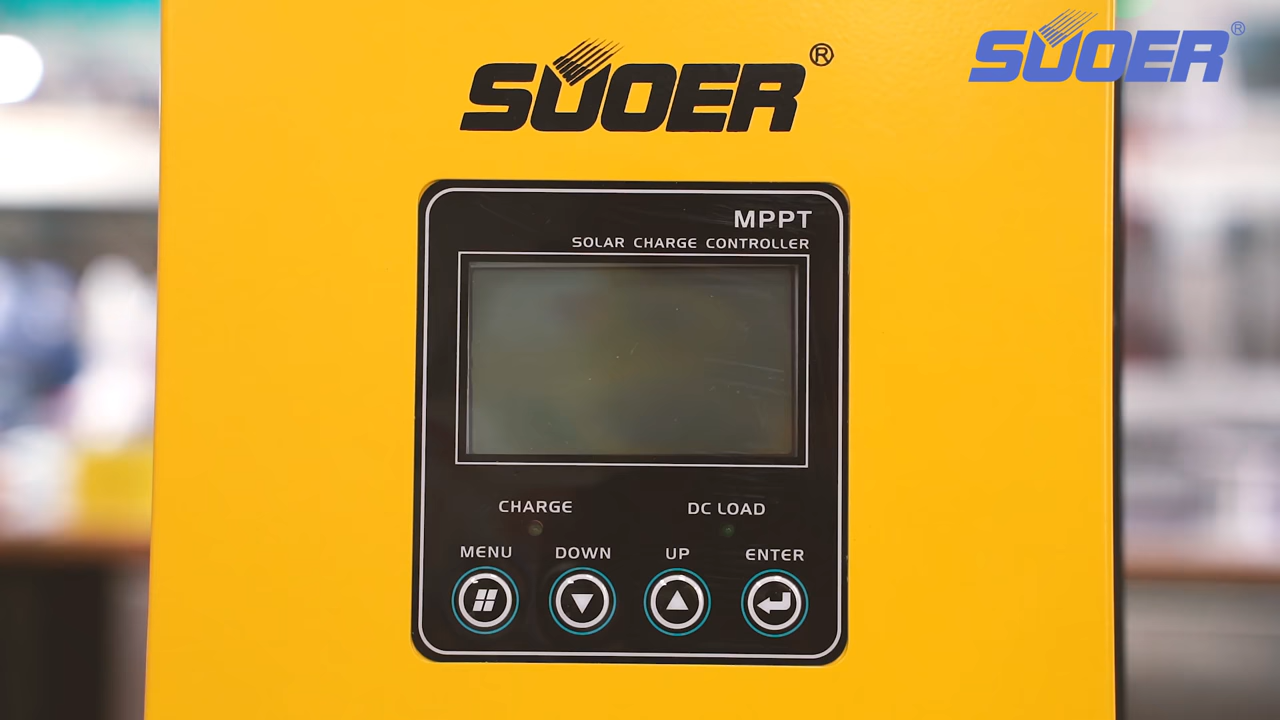 SUOER®
SUOER®
MPPT
SOLAR CHARGE CONTROLLER
CHARGE
DC LOAD
MENU
DOWN
UP
ENTER